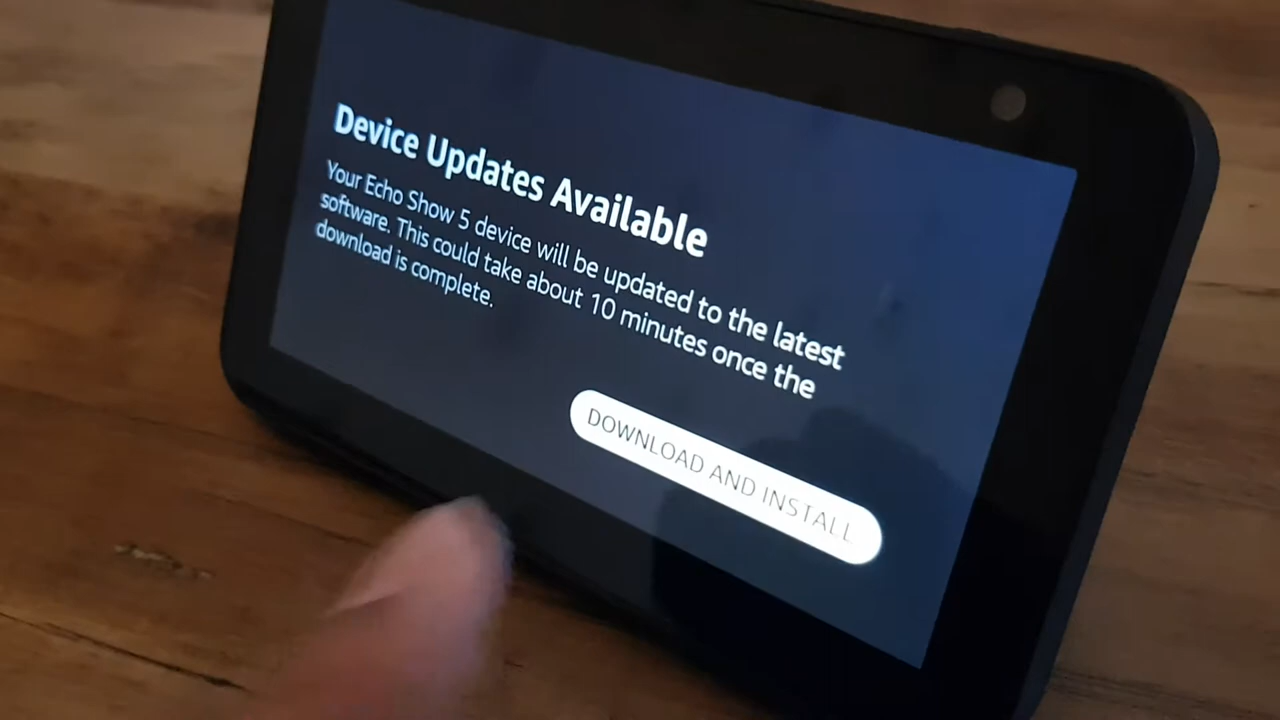 Device Updates Available
Your Echo Show 5 device will be updated to the latest
software. This could take about 10 minutes once the
download is complete.
DOWNLOAD AND INSTALL